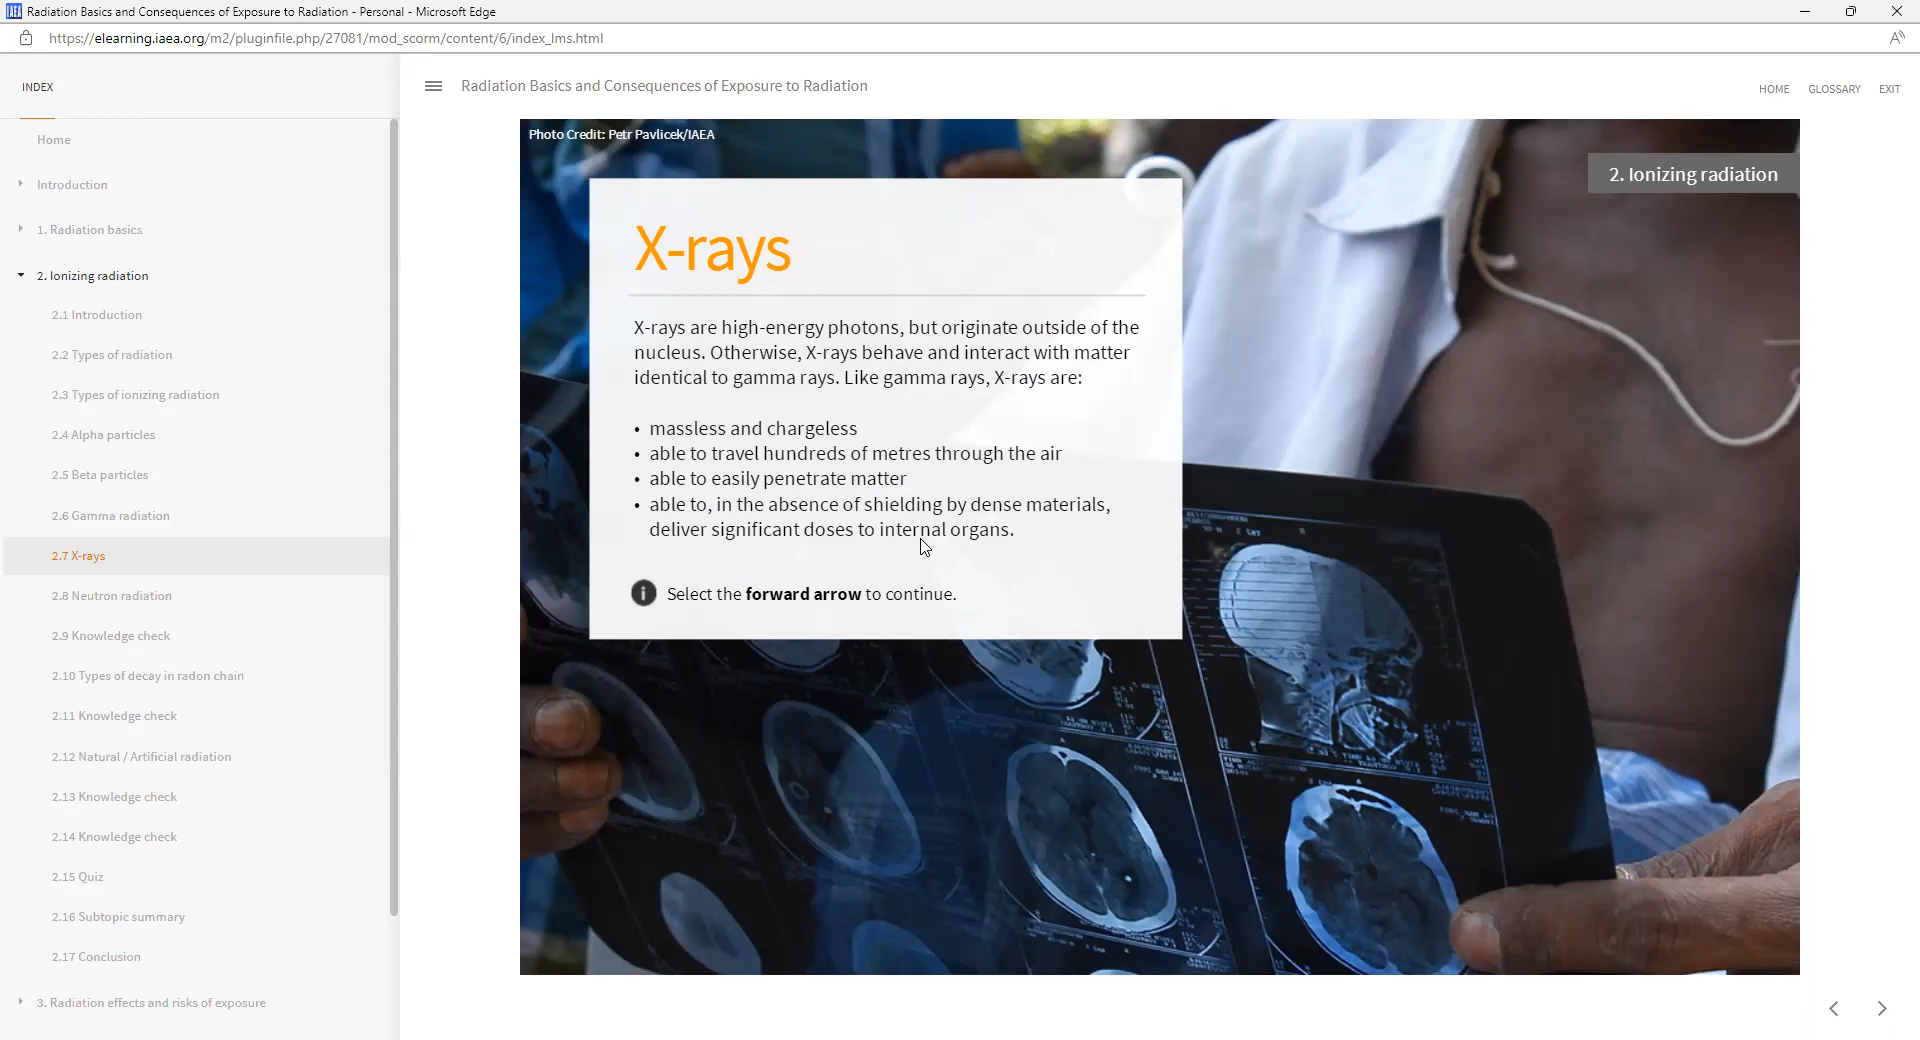 Radiation Basics and Consequences of Exposure to Radiation - Personal - Microsoft Edge
https://elearning.iaea.org/m2/pluginfile.php/27081/mod_scorm/content/6/index_lms.html
INDEX
Home
Introduction
1. Radiation basics
2. Ionizing radiation
2.1 Introduction
2.2 Types of radiation
2.3 Types of ionizing radiation
2.4 Alpha particles
2.5 Beta particles
2.6 Gamma radiation
2.7 X-rays
2.8 Neutron radiation
2.9 Knowledge check
2.10 Types of decay in radon chain
2.11 Knowledge check
2.12 Natural / Artificial radiation
2.13 Knowledge check
2.14 Knowledge check
2.15 Quiz
2.16 Subtopic summary
2.17 Conclusion
3. Radiation effects and risks of exposure
Radiation Basics and Consequences of Exposure to Radiation
HOME GLOSSARY EXIT
Photo Credit: Petr Pavlicek/IAEA
2. Ionizing radiation
X-rays
X-rays are high-energy photons, but originate outside of the
nucleus. Otherwise, X-rays behave and interact with matter
identical to gamma rays. Like gamma rays, X-rays are:
• massless and chargeless
• able to travel hundreds of metres through the air
• able to easily penetrate matter
• able to, in the absence of shielding by dense materials,
deliver significant doses to internal organs.
Select the forward arrow to continue.